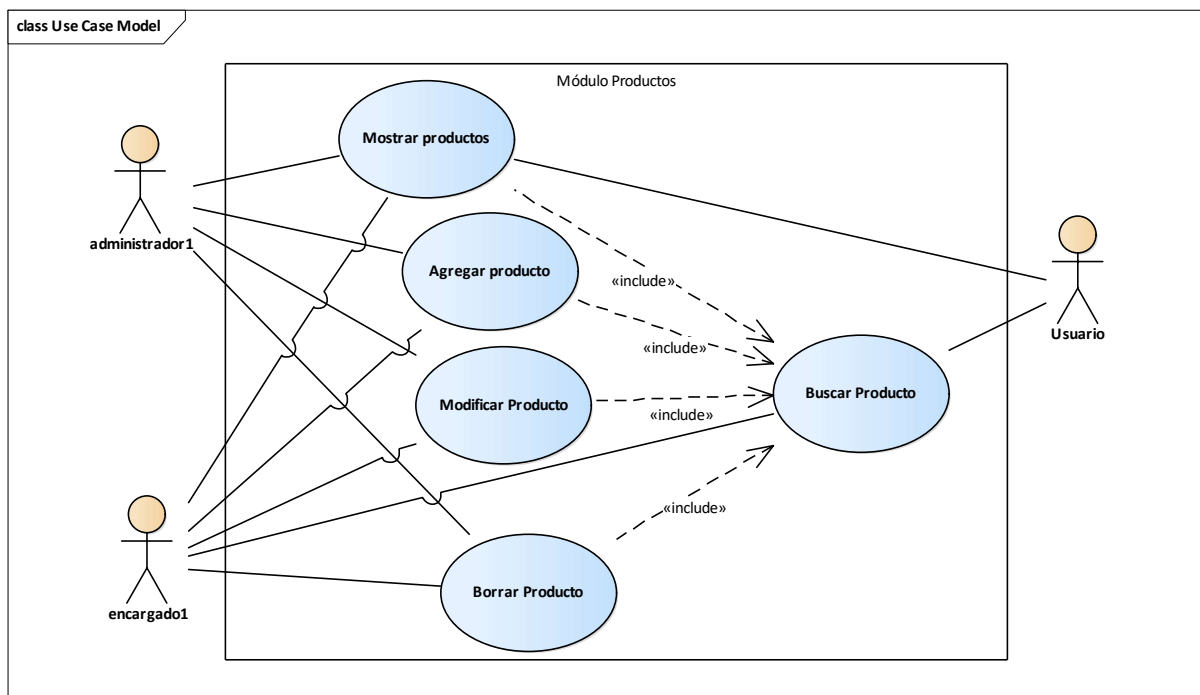 class Use Case Model
Módulo Productos
Mostrar productos
administrador1
Agregar producto
«include»
Usuario
«include»
Modificar Producto
Buscar Producto
«include»
«include»
encargado1
Borrar Producto